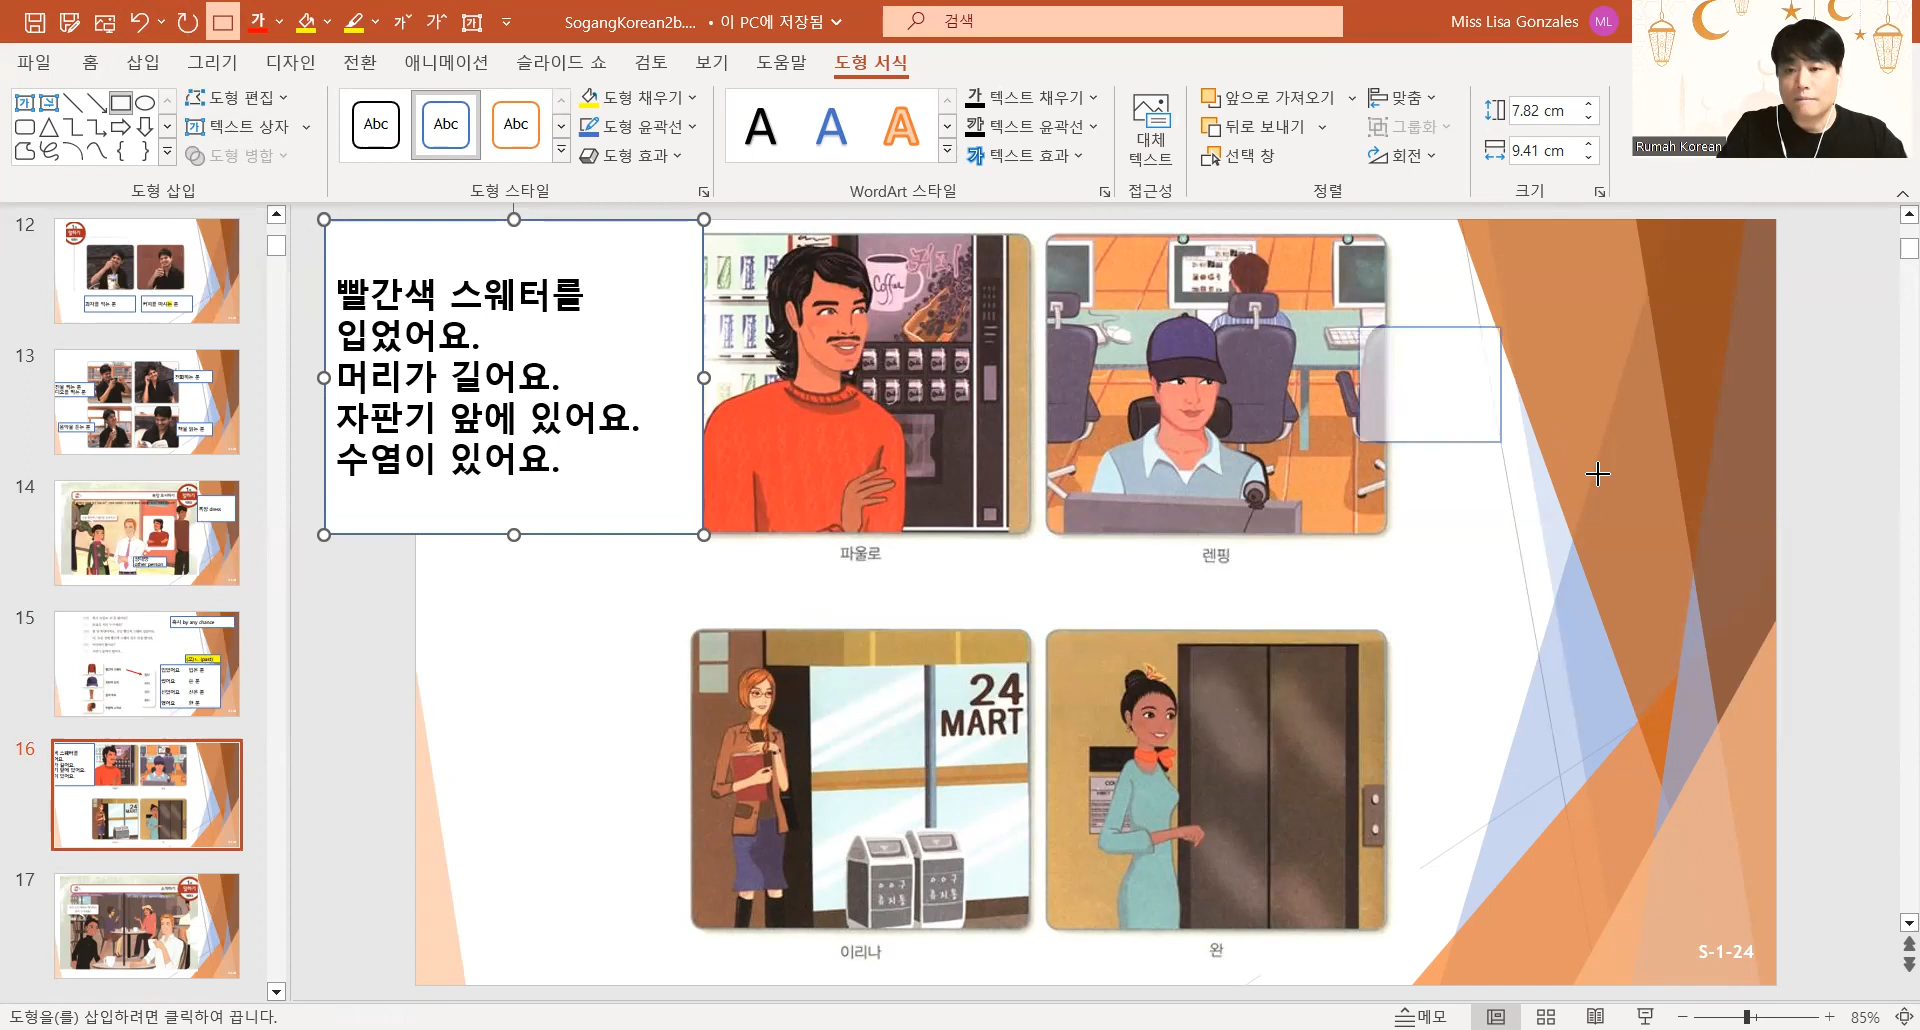 SogangKorean2b.... • 이 PC에 저장됨
검색
Miss Lisa Gonzales
ML
파일 홈 삽입 그리기 디자인 전환 애니메이션 슬라이드 쇼 검토 보기 도움말 도형 서식
도형 편집
텍스트 상자
도형 병합
도형 삽입
Abc Abc Abc
도형 채우기
도형 윤곽선
도형 효과
도형 스타일
A A A
텍스트 채우기
텍스트 윤곽선
텍스트 효과
WordArt 스타일
대체
텍스트
접근성
앞으로 가져오기
뒤로 보내기
선택 창
맞춤
그룹화
회전
정렬
7.82 cm
9.41 cm
크기
Rumah Korean
12
13
14
15
혹시 by any chance
16
17
빨간색 스웨터를
입었어요.
머리가 길어요.
자판기 앞에 있어요.
수염이 있어요.
Coffee
커피
파울로
렌핑
24
MART
이리나
완
S-1-24
도형을(를) 삽입하려면 클릭하여 끕니다.
메모
85%